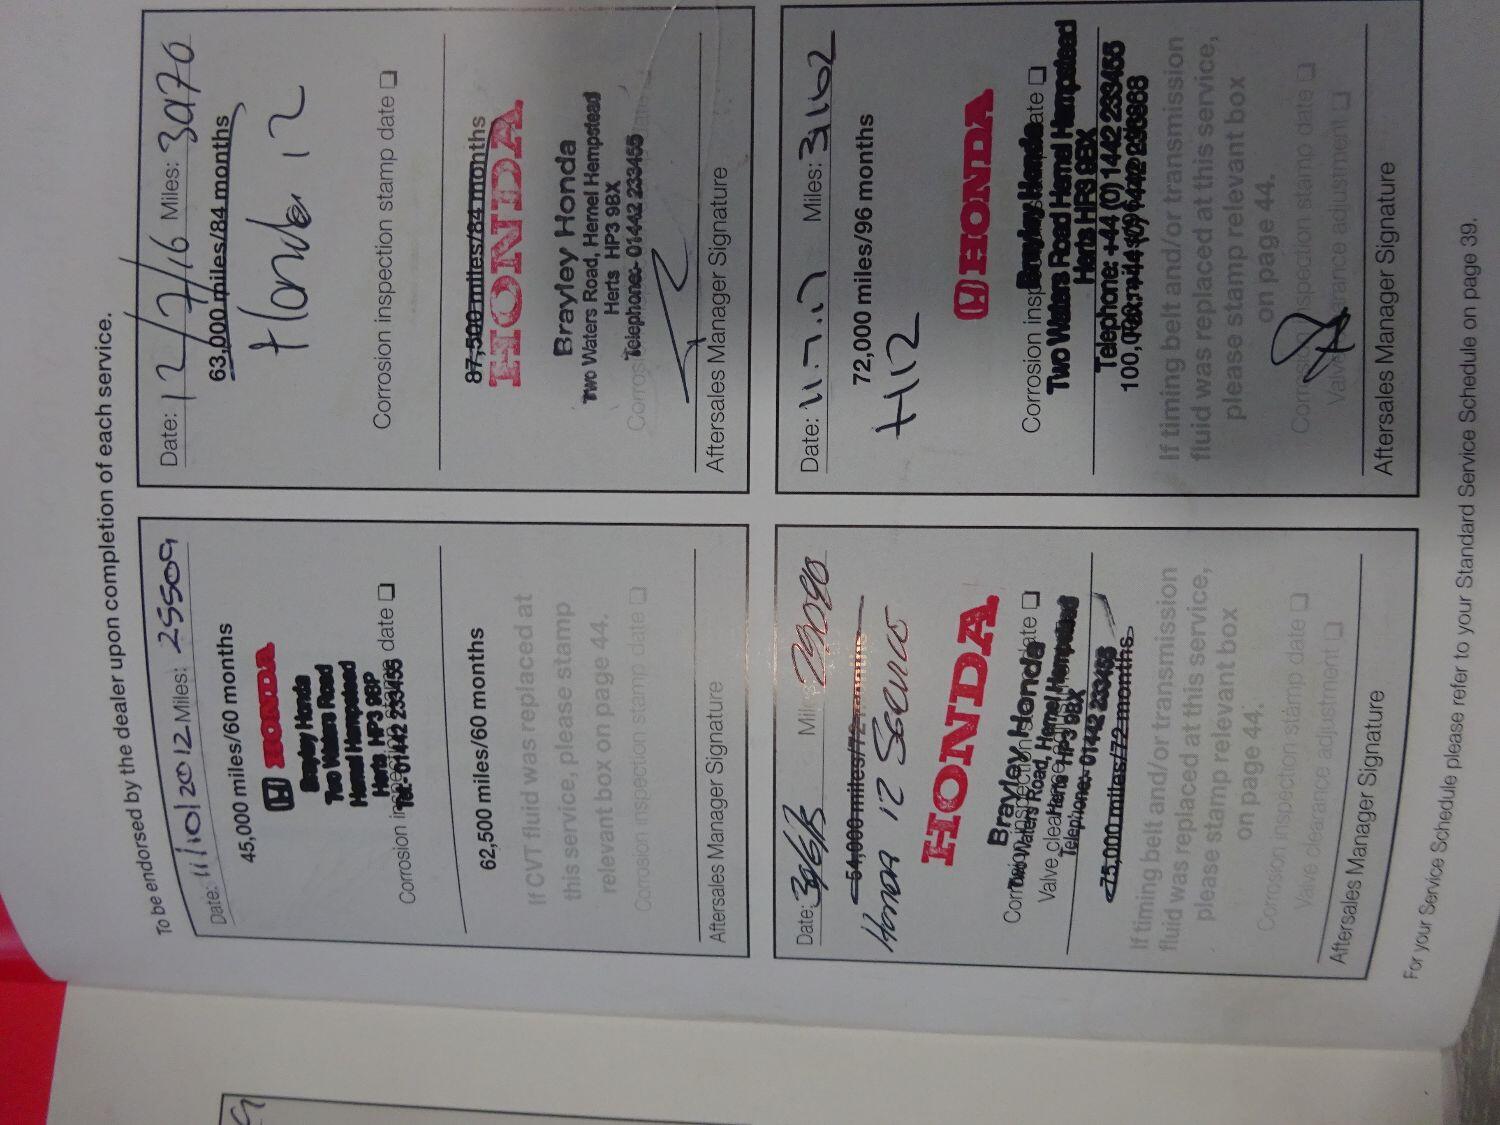 To be endorsed by the dealer upon completion of each service.
Date: 11/10/2012 Miles: 25509
45,000 miles/60 months
HONDA
Brayley Honda
Two Waters Road
Hemel Hempstead
Herts HP3 9BP
Corrosion inspection stamp date
Tel: 01442 233455
62,500 miles/60 months
If CVT fluid was replaced at
this service, please stamp
relevant box on page 44.
Corrosion inspection stamp date
Aftersales Manager Signature
Date: Miles: 29090
54,000 miles/72 months
Honda 12 Service
HONDA
Brayley Honda
Corrosion inspection stamp date
Two Waters Road, Hemel Hempstead
Valve clearance
Herts HP3 9BX
Telephone: 01442 233455
75,000 miles/72 months
If timing belt and/or transmission
fluid was replaced at this service,
please stamp relevant box
on page 44.
Corrosion inspection stamp date
Valve clearance adjustment
Aftersales Manager Signature
Date: 12/7/16 Miles: 3970
63,000 miles/84 months
Honda 12
Corrosion inspection stamp date
87,500 miles/84 months
HONDA
Brayley Honda
Two Waters Road, Hemel Hempstead
Herts HP3 9BX
Telephone: 01442 233455
Aftersales Manager Signature
Date: 11.7.17 Miles: 31162
72,000 miles/96 months
H12
HONDA
Brayley Honda
Corrosion inspection stamp date
Two Waters Road Hemel Hempstead
Herts HP3 9BX
Telephone: +44 (0) 1442 233455
If timing belt and/or transmission
fluid was replaced at this service,
please stamp relevant box
on page 44.
Corrosion inspection stamp date
Valve clearance adjustment
Aftersales Manager Signature
For your Service Schedule please refer to your Standard Service Schedule on page 39.